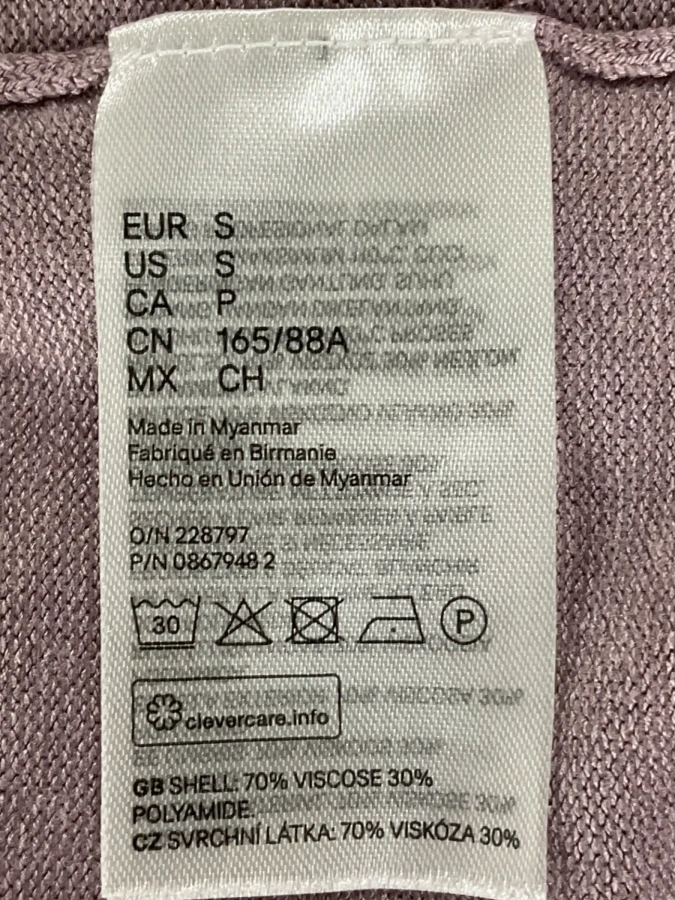 EUR S
US S
CA P
CN 165/88A
MX CH
Made in Myanmar
Fabriqué en Birmanie
Hecho en Unión de Myanmar
O/N 228797
P/N 0867948 2
30
P
clevercare.info
GB SHELL: 70% VISCOSE 30%
POLYAMIDE.
CZ SVRCHNÍ LÁTKA: 70% VISKÓZA 30%